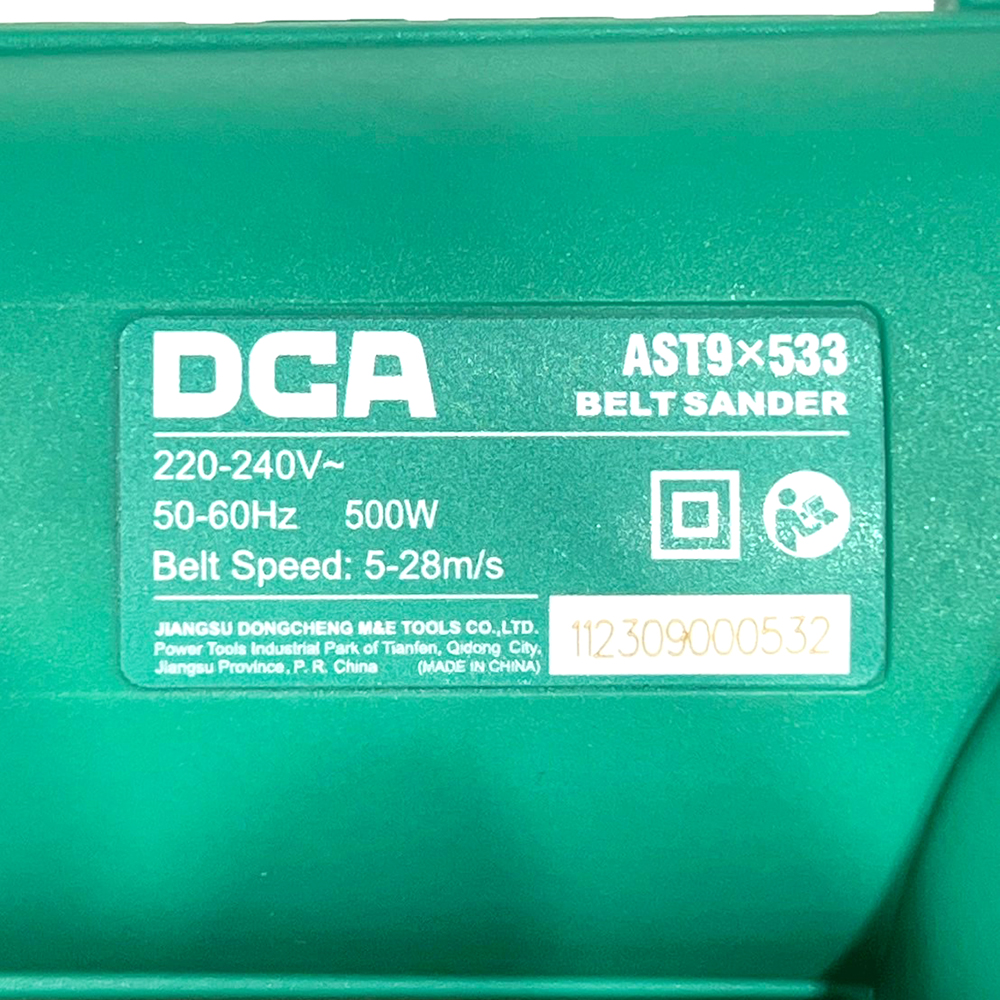 DCA
AST9×533
BELT SANDER
220-240V~
50-60Hz 500W
Belt Speed: 5-28m/s
JIANGSU DONGCHENG M&E TOOLS CO.,LTD.
Power Tools Industrial Park of Tianfen, Qidong City,
Jiangsu Province, P. R. China (MADE IN CHINA)
112309000532